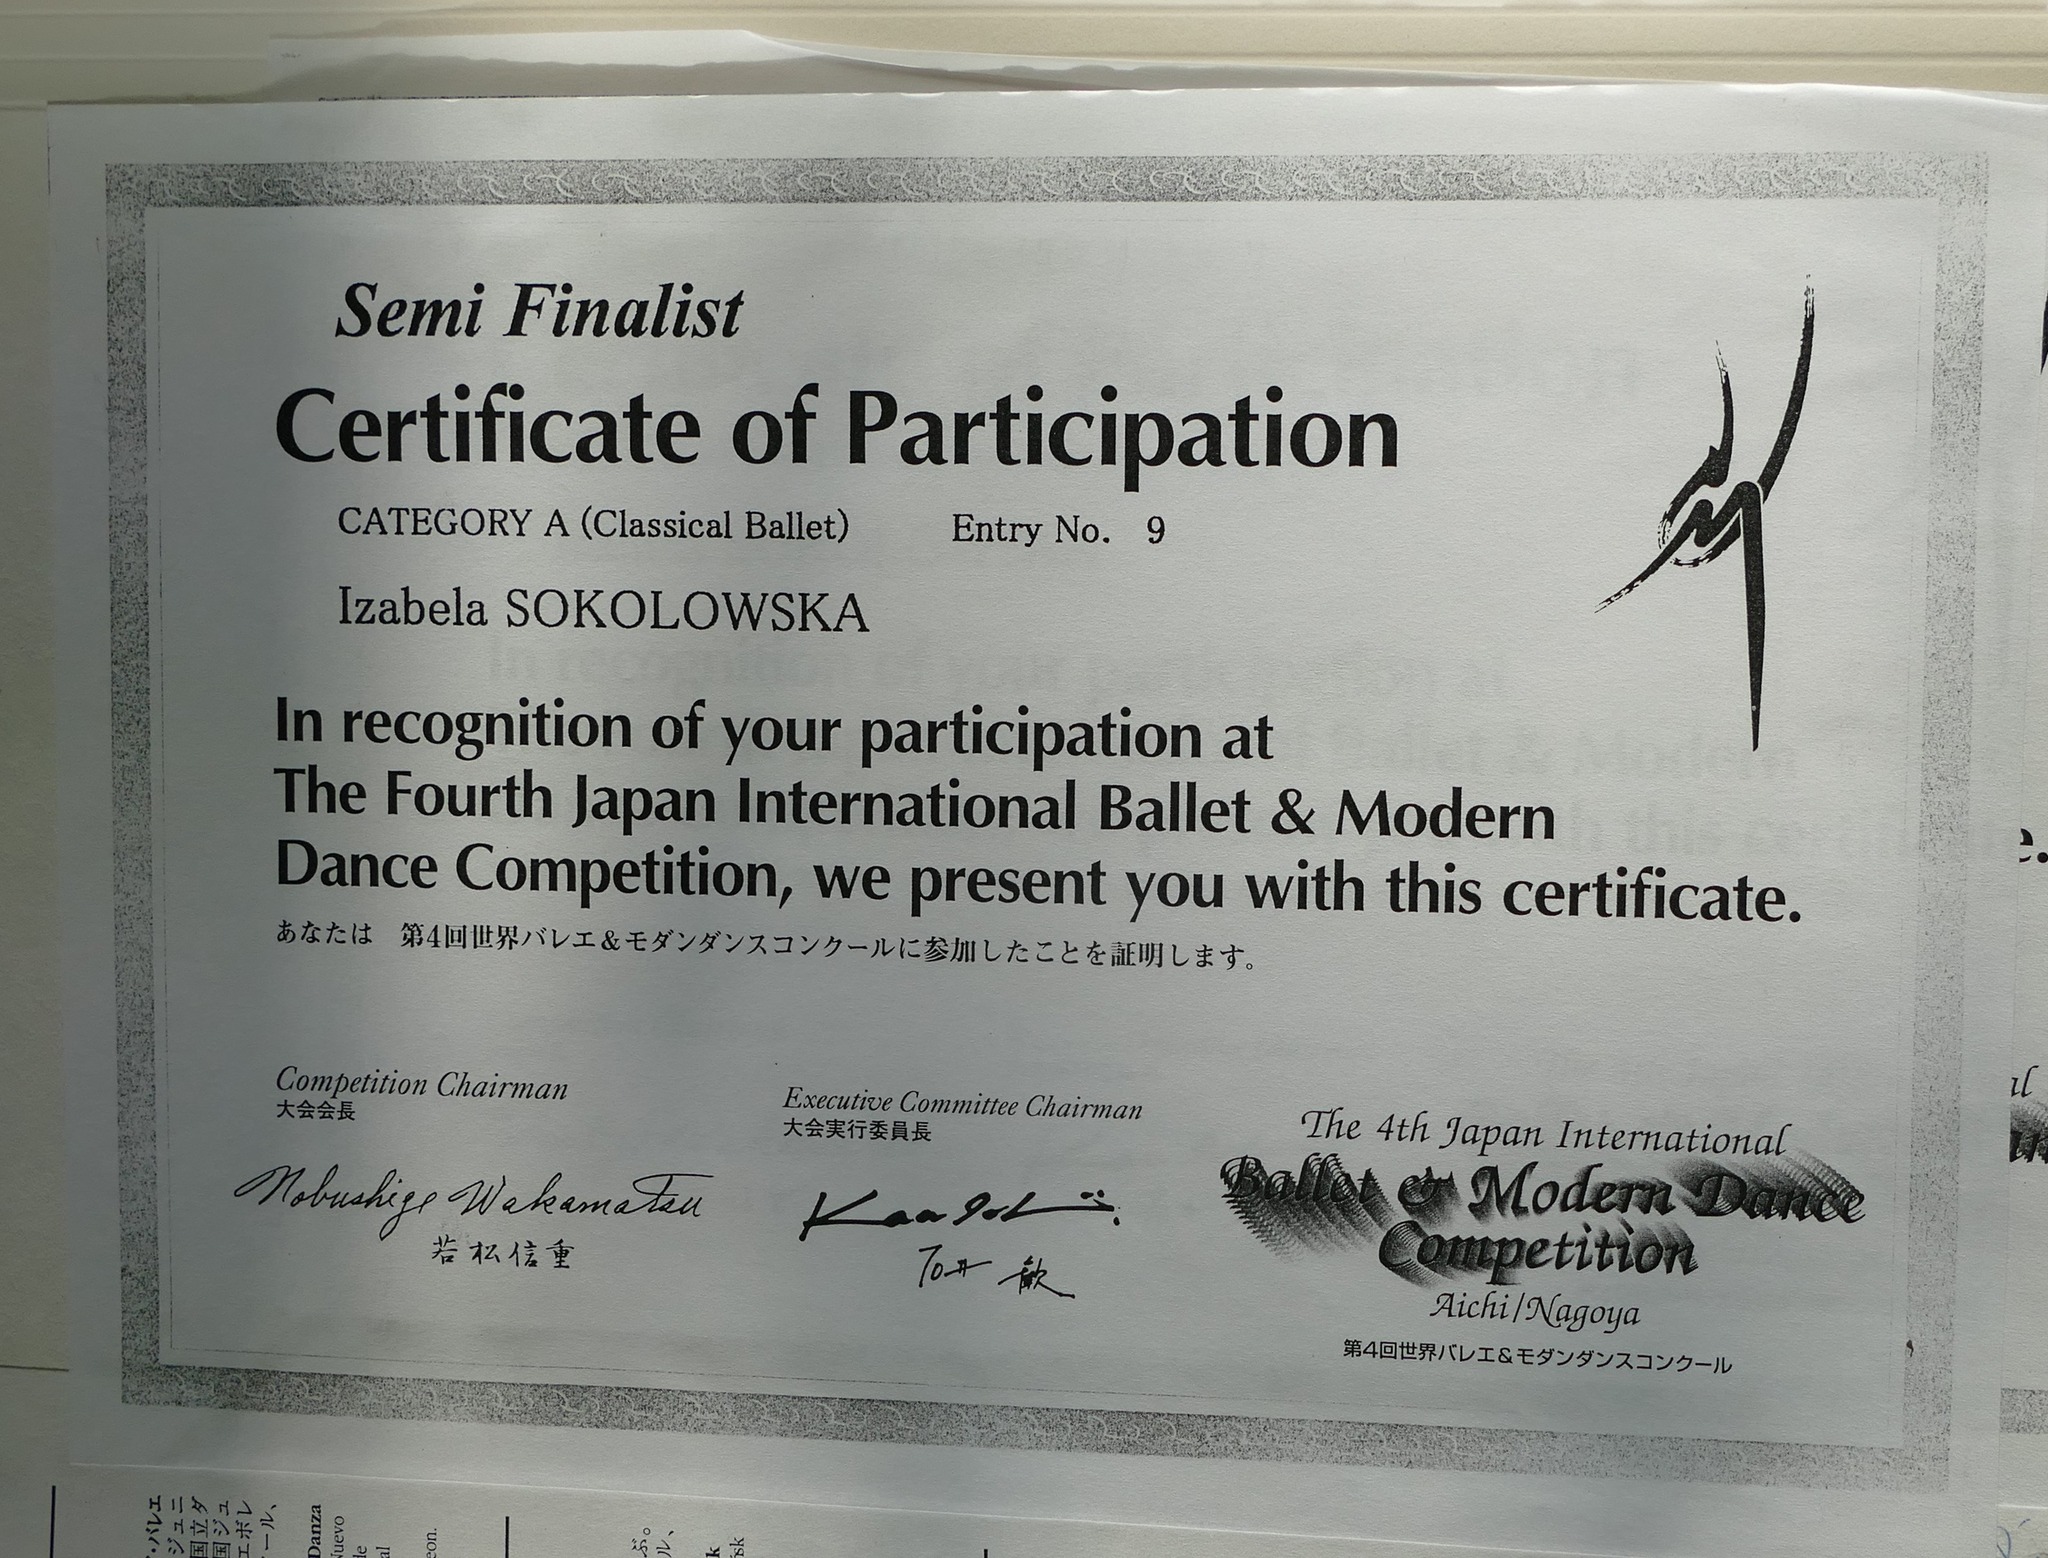 Semi Finalist
Certificate of Participation
CATEGORY A (Classical Ballet) Entry No. 9
Izabela SOKOLOWSKA
In recognition of your participation at
The Fourth Japan International Ballet & Modern
Dance Competition, we present you with this certificate.
あなたは 第4回世界バレエ&モダンダンスコンクールに参加したことを証明します。
Competition Chairman
大会会長
Nobushige Wakamatsu
若松信重
Executive Committee Chairman
大会実行委員長
The 4th Japan International
Ballet & Modern Dance
Competition
Aichi/Nagoya
第4回世界バレエ&モダンダンスコンクール
Danza